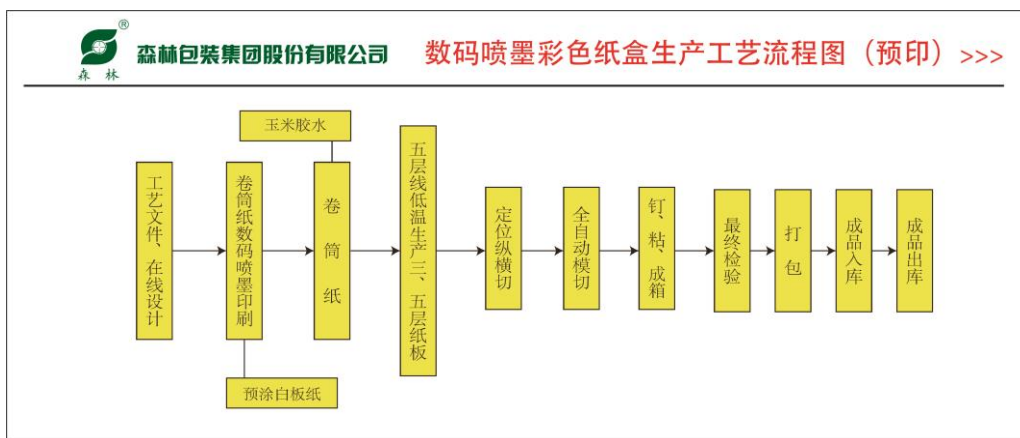 ®
森林
森林包装集团股份有限公司
数码喷墨彩色纸盒生产工艺流程图（预印）>>>
玉米胶水
工艺文件、在线设计
卷筒纸数码喷墨印刷
卷筒纸
五层线低温生产三、五层纸板
定位纵横切
全自动模切
钉、粘、成箱
最终检验
打包
成品入库
成品出库
预涂白板纸